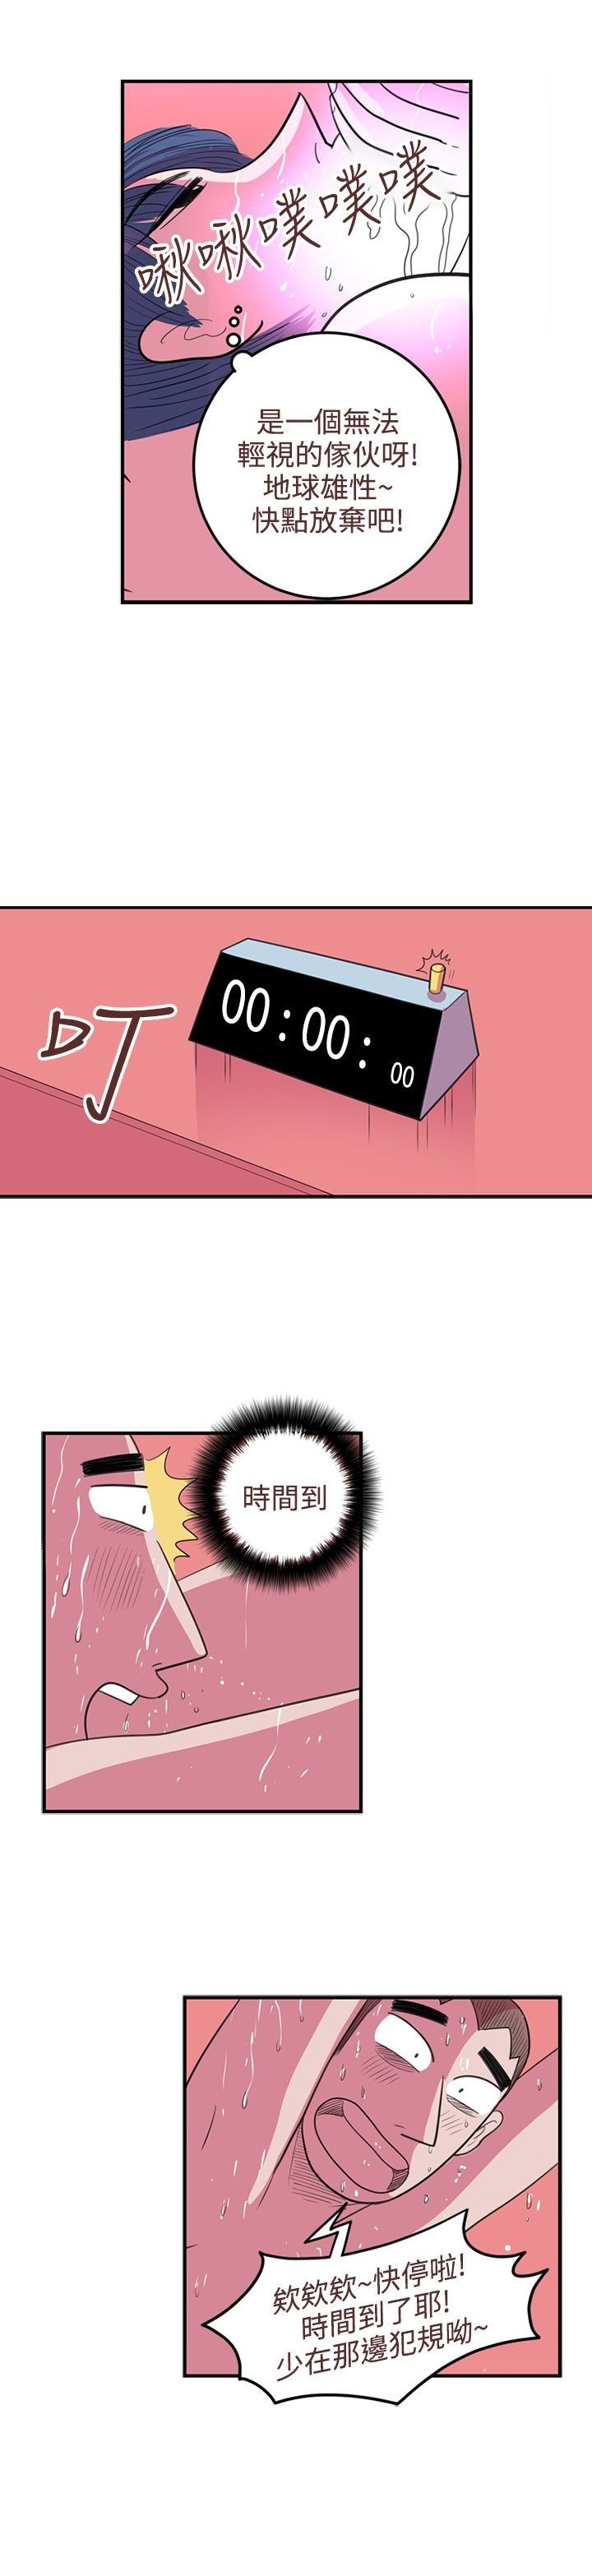 啾啾噗噗噗
是一個無法
輕視的傢伙呀!
地球雄性~
快點放棄吧!
叮
00:00:00
時間到
欸欸欸~快停啦!
時間到了耶!
少在那邊犯規呦~